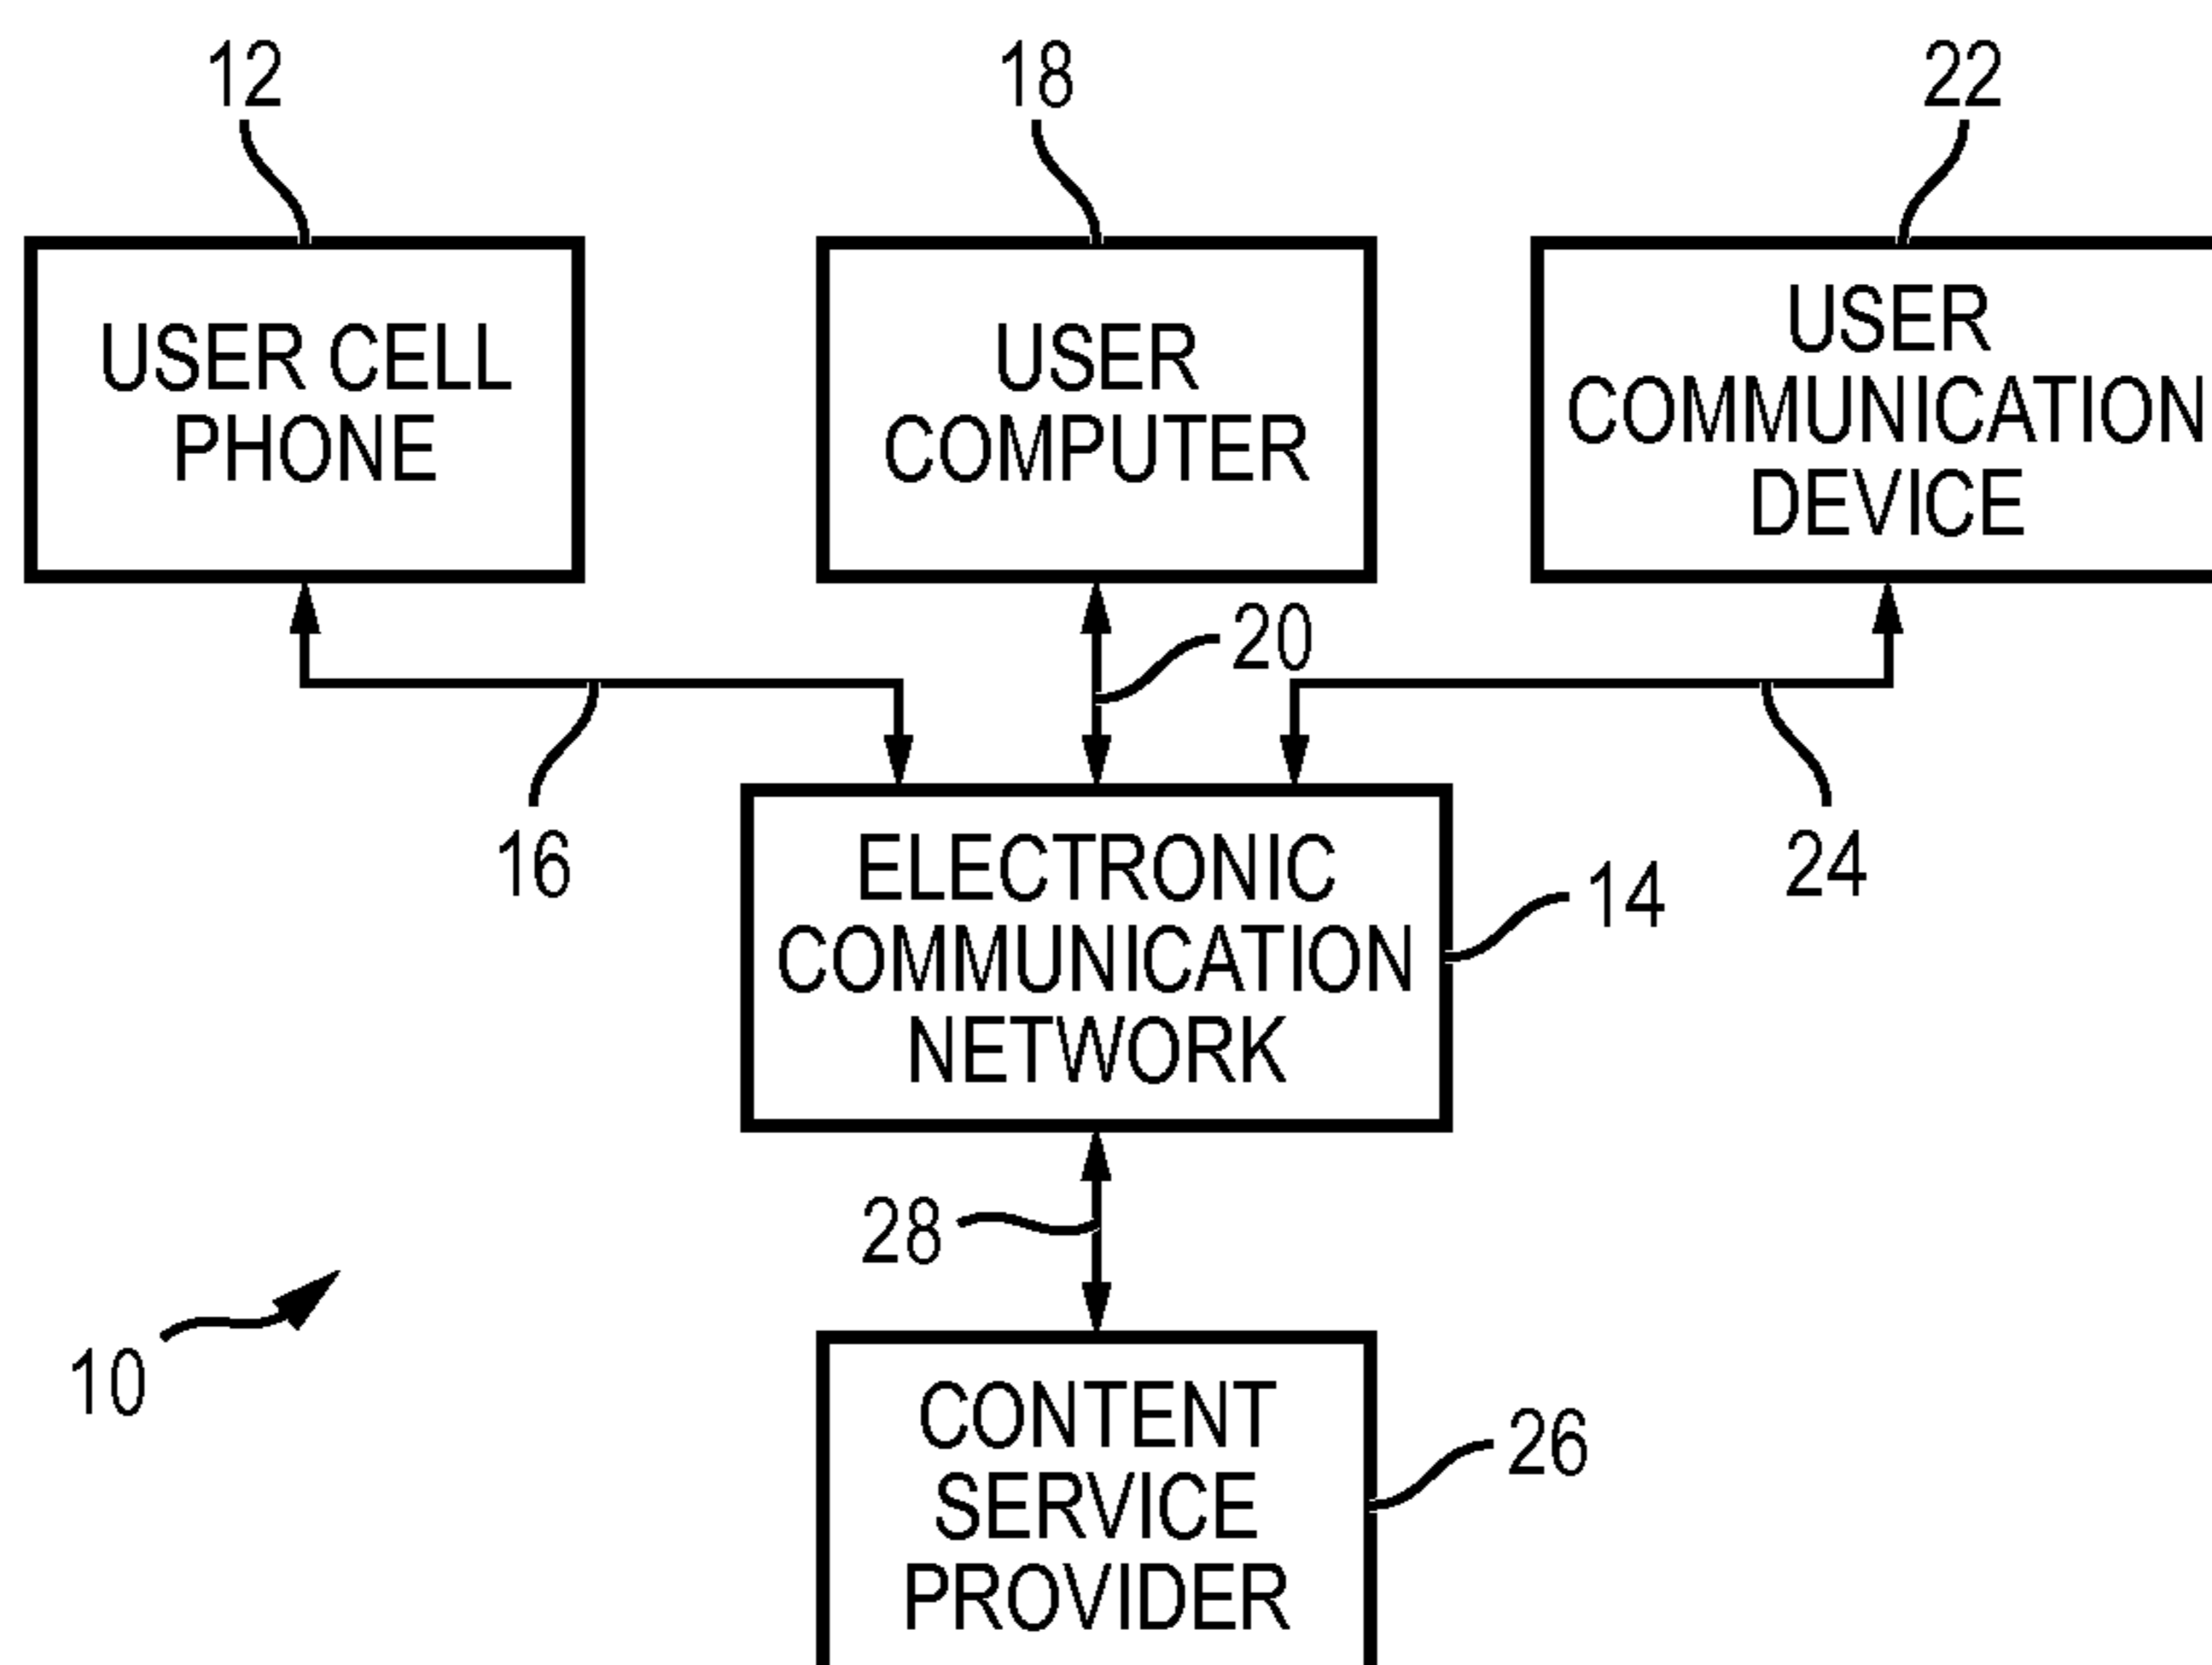 12
18
22
USER CELL
PHONE
USER
COMPUTER
USER
COMMUNICATION
DEVICE
20
16
24
ELECTRONIC
COMMUNICATION
NETWORK
14
28
10
CONTENT
SERVICE
PROVIDER
26